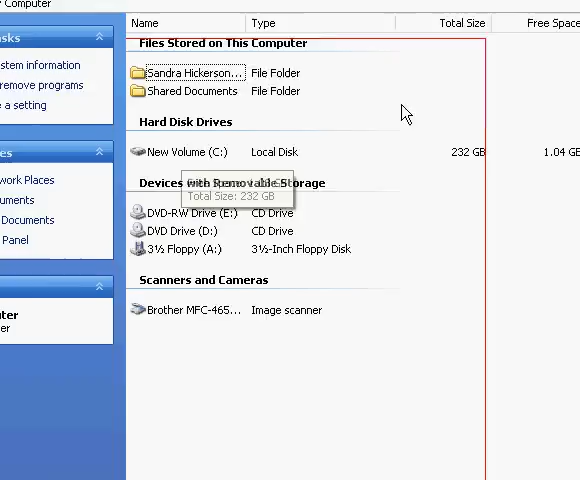 Computer
Name Type Total Size Free Space
asks
Files Stored on This Computer
stem information
Sandra Hickerson... File Folder
remove programs
Shared Documents File Folder
e a setting
Hard Disk Drives
es
New Volume (C:) Local Disk 232 GB 1.04 GB
work Places
Devices with Removable Storage
Total Size: 232 GB
uments
DVD-RW Drive (E:) CD Drive
Documents
DVD Drive (D:) CD Drive
Panel
3½ Floppy (A:) 3½-Inch Floppy Disk
Scanners and Cameras
Brother MFC-465... Image scanner
uter
er